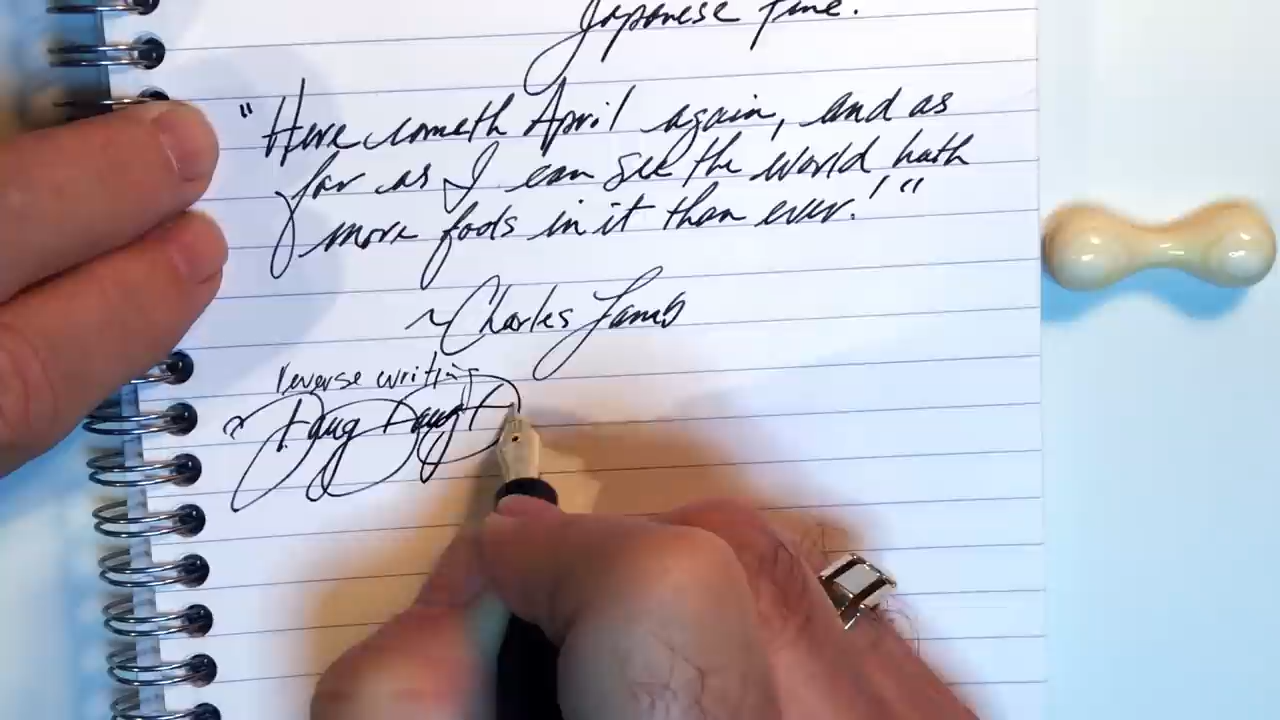 Japanese Fine.
"Here cometh April again, and as
far as I can see the world hath
more fools in it than ever!"
~Charles Lamb
reverse writing
~ Doug Doug D